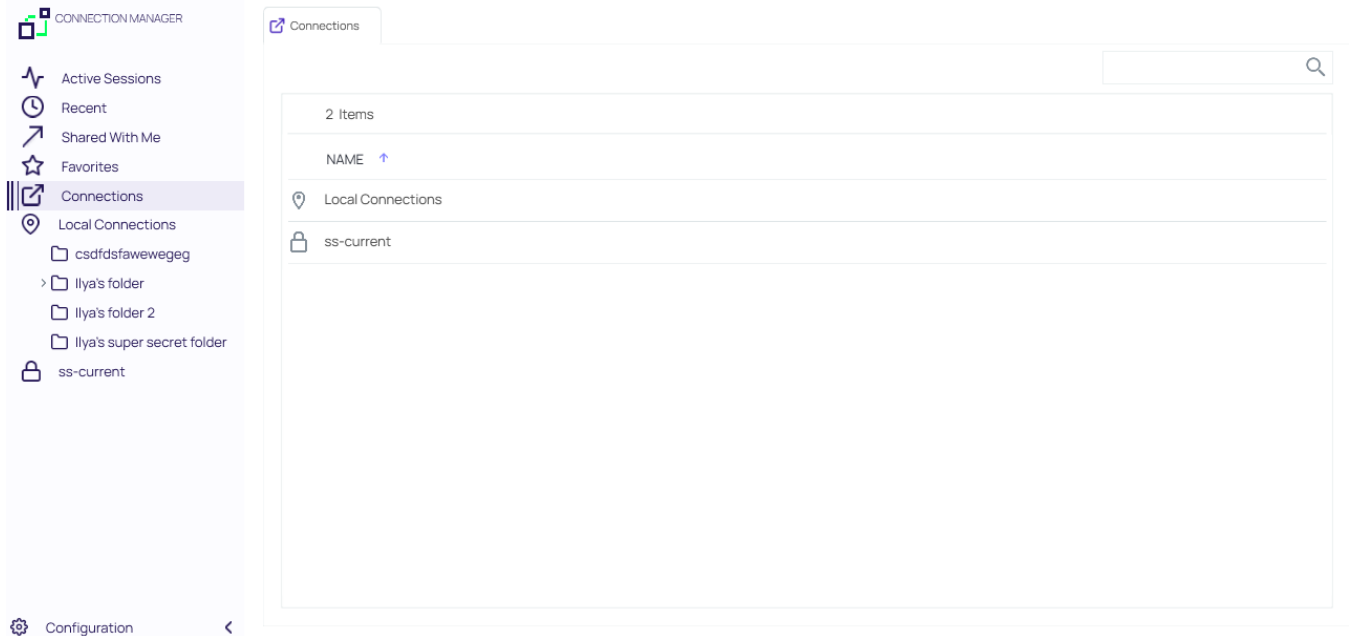 CONNECTION MANAGER
Active Sessions
Recent
Shared With Me
Favorites
Connections
Local Connections
csdfdsfawewegeg
Ilya's folder
Ilya's folder 2
Ilya's super secret folder
ss-current
Configuration
Connections
2 Items
NAME
Local Connections
ss-current